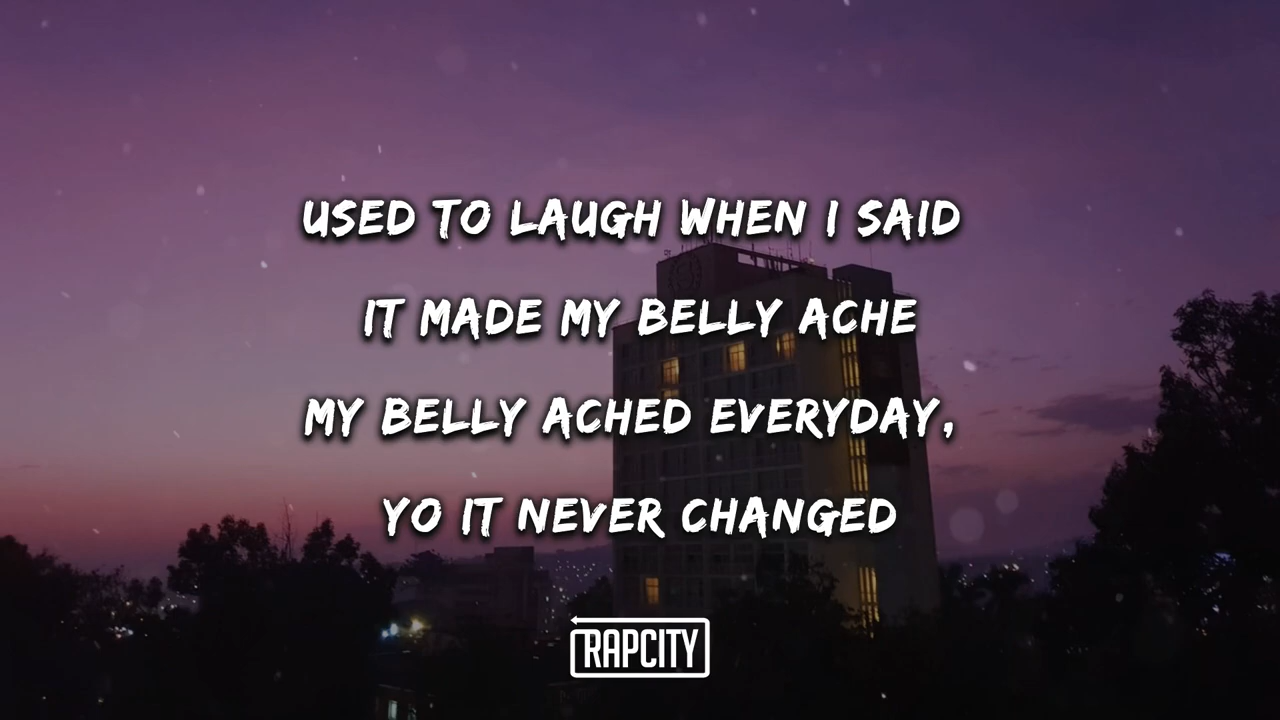 USED TO LAUGH WHEN I SAID
IT MADE MY BELLY ACHE
MY BELLY ACHED EVERYDAY,
YO IT NEVER CHANGED
RAPCITY